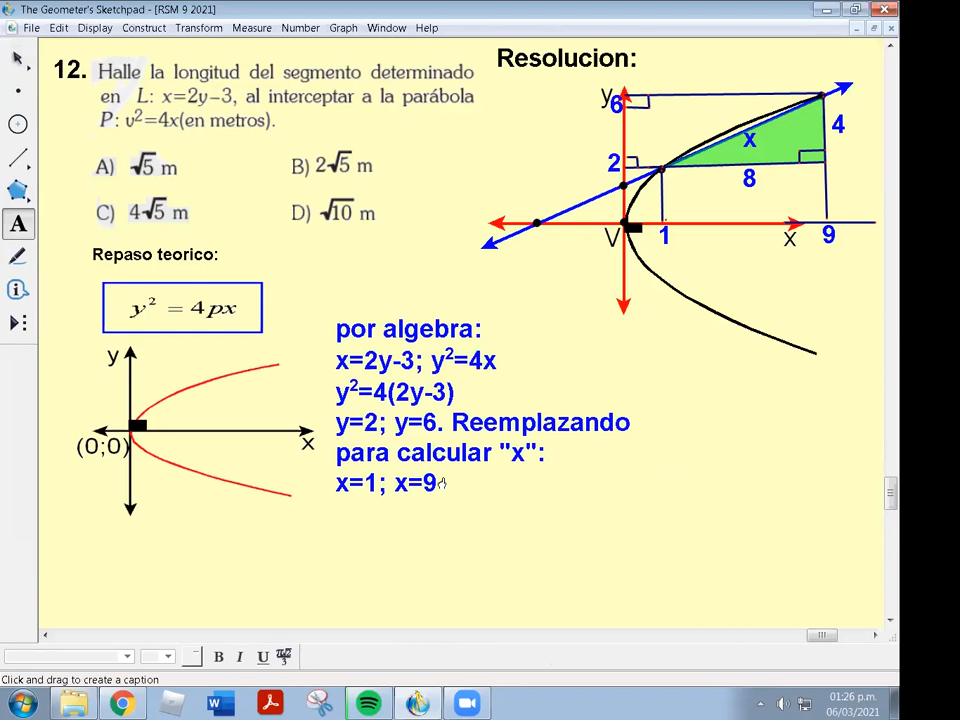 The Geometer's Sketchpad - [RSM 9 2021]
File Edit Display Construct Transform Measure Number Graph Window Help
12. Halle la longitud del segmento determinado
en L: x=2y-3, al interceptar a la parábola
P: y²=4x(en metros).
A) √5 m B) 2√5 m
C) 4√5 m D) √10 m
Repaso teorico:
y² = 4px
y
(0;0) x
Resolucion:
y
6
4
x
2
8
V 1 x 9
por algebra:
x=2y-3; y²=4x
y²=4(2y-3)
y=2; y=6. Reemplazando
para calcular "x":
x=1; x=9
A
B I U
Click and drag to create a caption
W
01:26 p.m.
06/03/2021